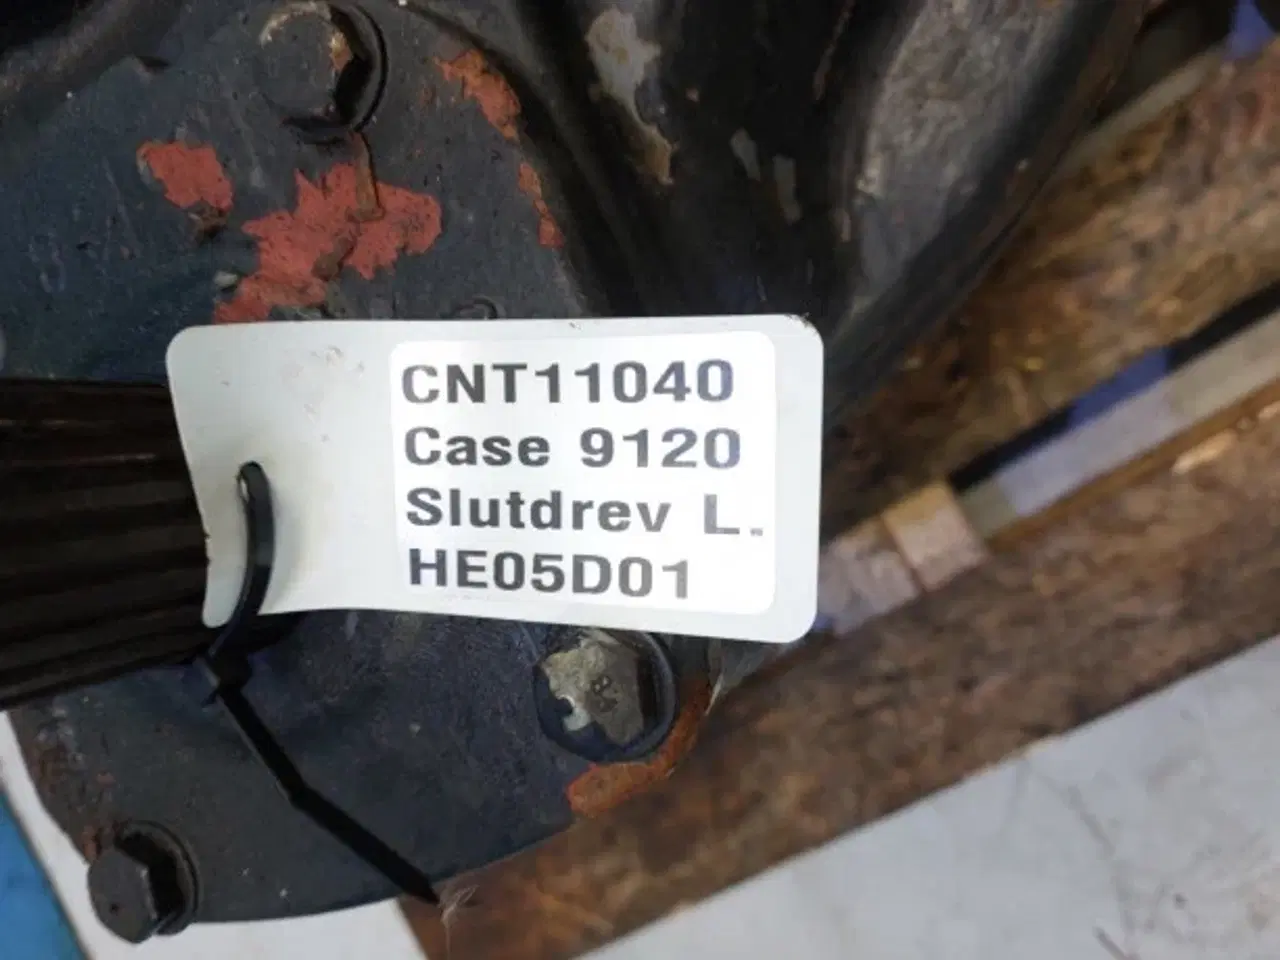 CNT11040
Case 9120
Slutdrev L.
HE05D01